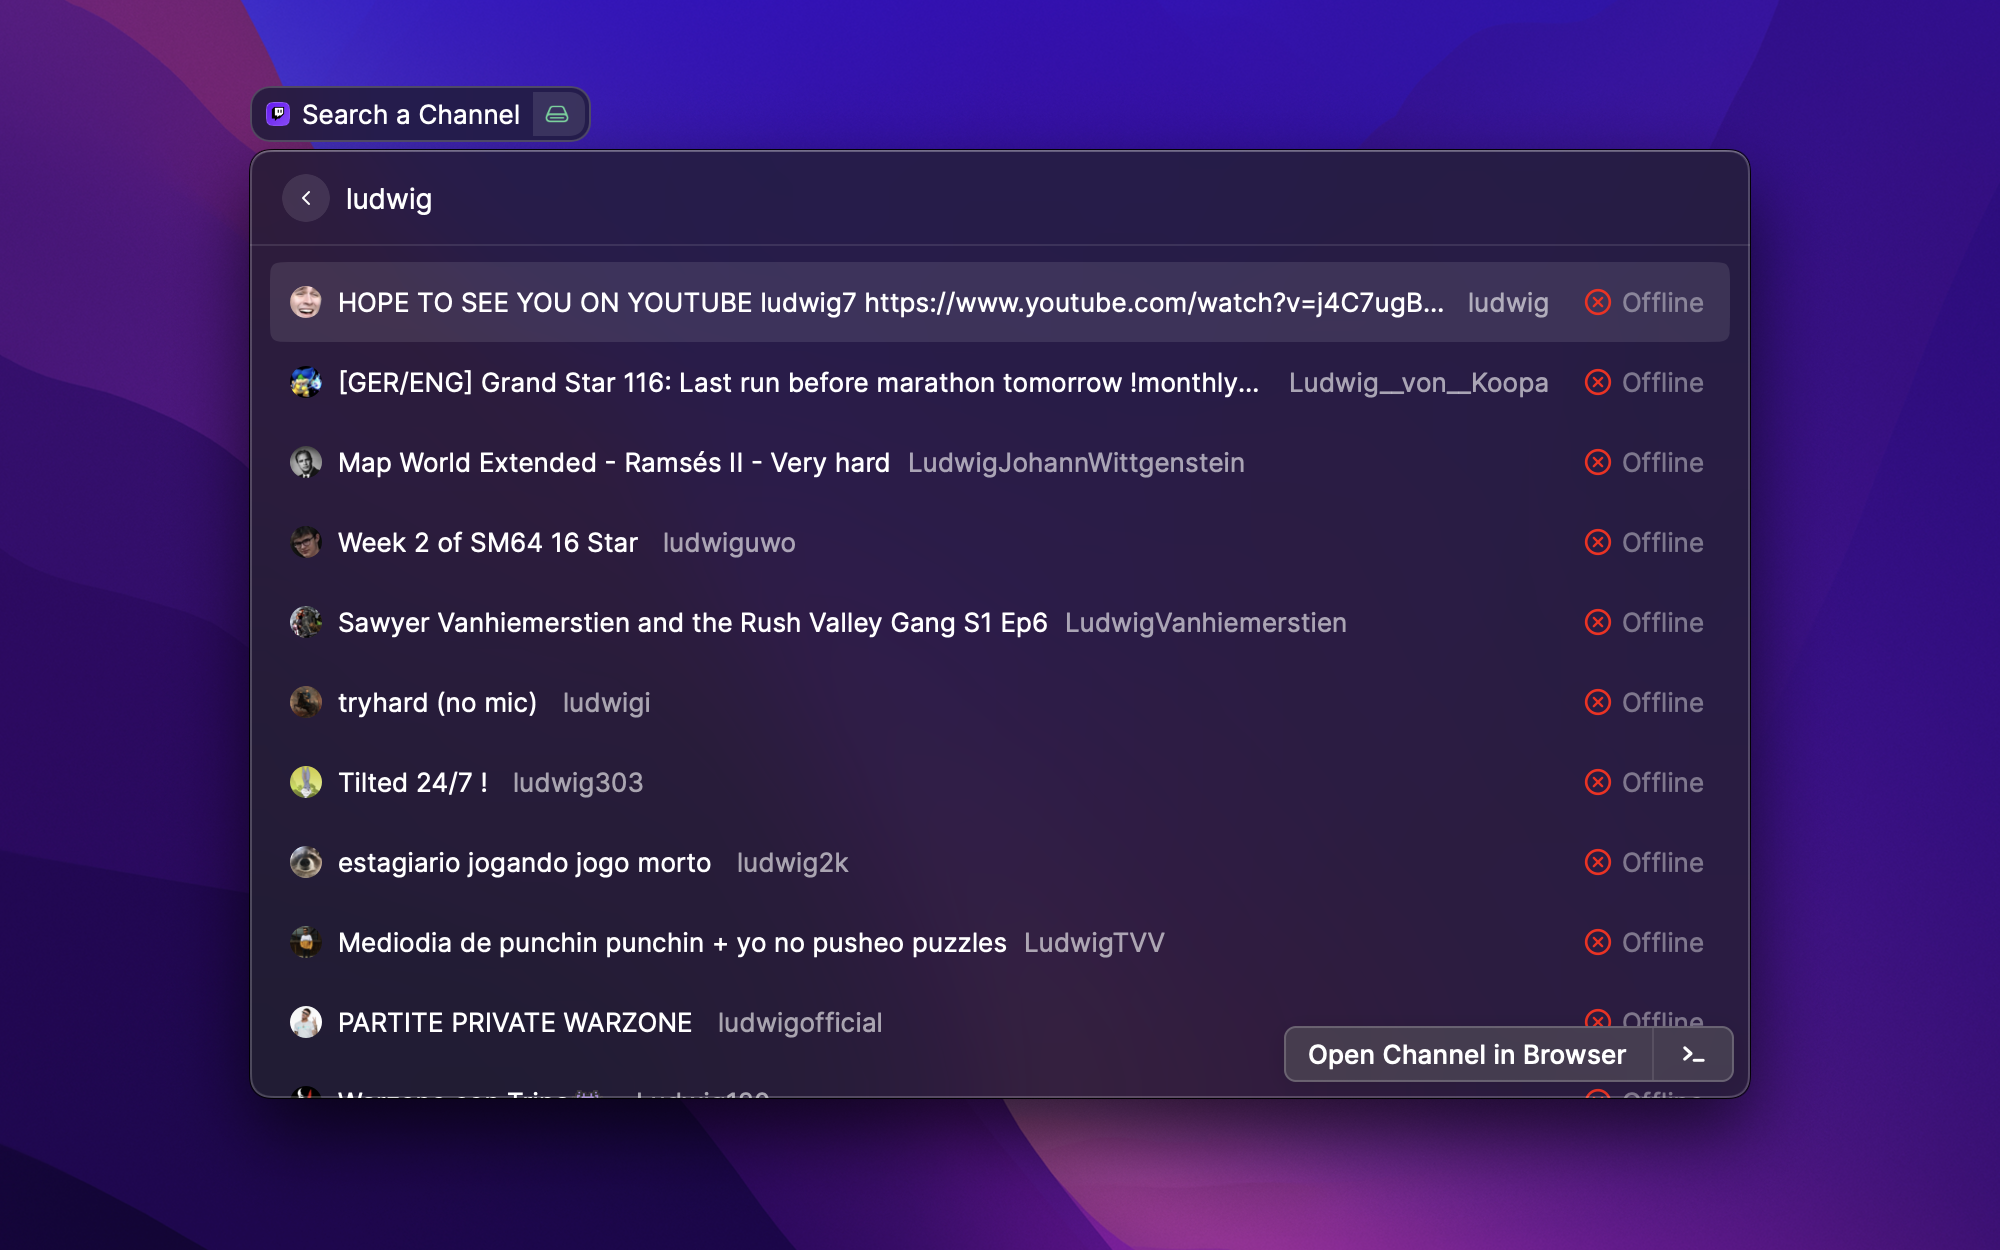 Search a Channel
ludwig
HOPE TO SEE YOU ON YOUTUBE ludwig7 https://www.youtube.com/watch?v=j4C7ugB... ludwig Offline
[GER/ENG] Grand Star 116: Last run before marathon tomorrow !monthly... Ludwig__von__Koopa Offline
Map World Extended - Ramsés II - Very hard LudwigJohannWittgenstein Offline
Week 2 of SM64 16 Star ludwiguwo Offline
Sawyer Vanhiemerstien and the Rush Valley Gang S1 Ep6 LudwigVanhiemerstien Offline
tryhard (no mic) ludwigi Offline
Tilted 24/7 ! ludwig303 Offline
estagiario jogando jogo morto ludwig2k Offline
Mediodia de punchin punchin + yo no pusheo puzzles LudwigTVV Offline
PARTITE PRIVATE WARZONE ludwigofficial Offline
Open Channel in Browser >_
Offline